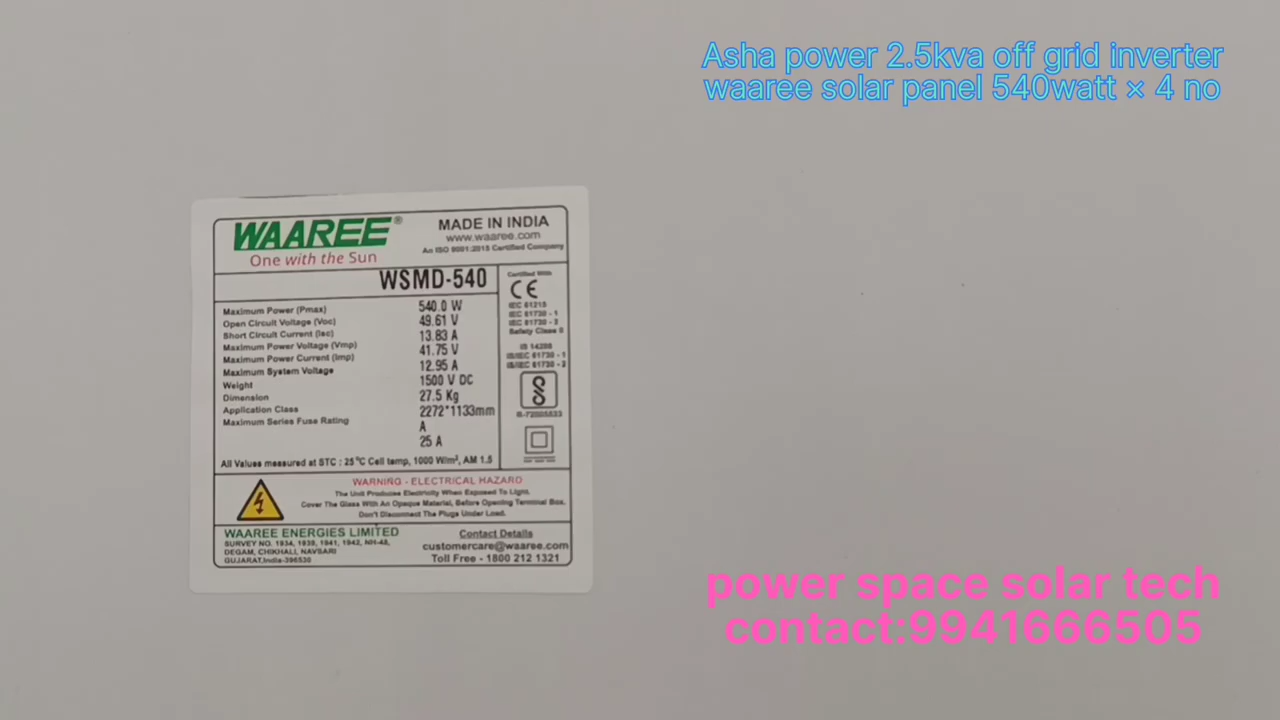 Asha power 2.5kva off grid inverter
waaree solar panel 540watt × 4 no
WAAREE®
One with the Sun
MADE IN INDIA
www.waaree.com
An ISO 9001:2015 Certified Company
WSMD-540
Maximum Power (Pmax) 540.0 W
Open Circuit Voltage (Voc) 49.61 V
Short Circuit Current (Isc) 13.83 A
Maximum Power Voltage (Vmp) 41.75 V
Maximum Power Current (Imp) 12.95 A
Maximum System Voltage 1500 V DC
Weight 27.5 Kg
Dimension 2272*1133mm
Application Class A
Maximum Series Fuse Rating 25 A
All Values measured at STC : 25°C Cell temp, 1000 W/m², AM 1.5
Certified With
CE
IEC 61215
IEC 61730 - 1
IEC 61730 - 2
Safety Class II
IS 14286
IS/IEC 61730 - 1
IS/IEC 61730 - 2
WARNING - ELECTRICAL HAZARD
The Unit Produces Electricity When Exposed To Light.
Cover The Glass With An Opaque Material, Before Opening Terminal Box.
Don't Disconnect The Plugs Under Load.
WAAREE ENERGIES LIMITED
SURVEY NO. 1934, 1939, 1941, 1942, NH-48,
DEGAM, CHIKHALI, NAVSARI
GUJARAT,India-396530
Contact Details
customercare@waaree.com
Toll Free - 1800 212 1321
power space solar tech
contact:9941666505